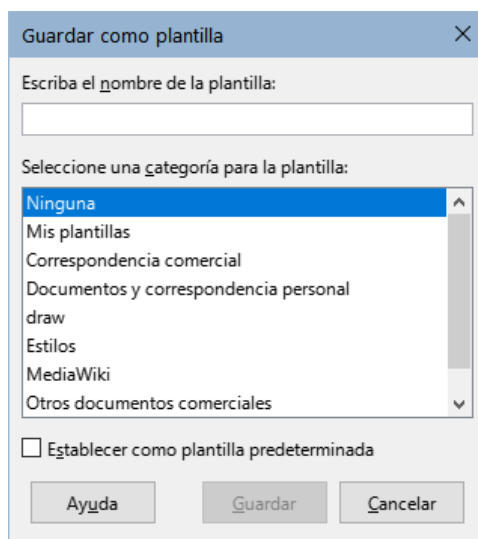 Guardar como plantilla
Escriba el nombre de la plantilla:
Seleccione una categoría para la plantilla:
Ninguna
Mis plantillas
Correspondencia comercial
Documentos y correspondencia personal
draw
Estilos
MediaWiki
Otros documentos comerciales
Establecer como plantilla predeterminada
Ayuda Guardar Cancelar